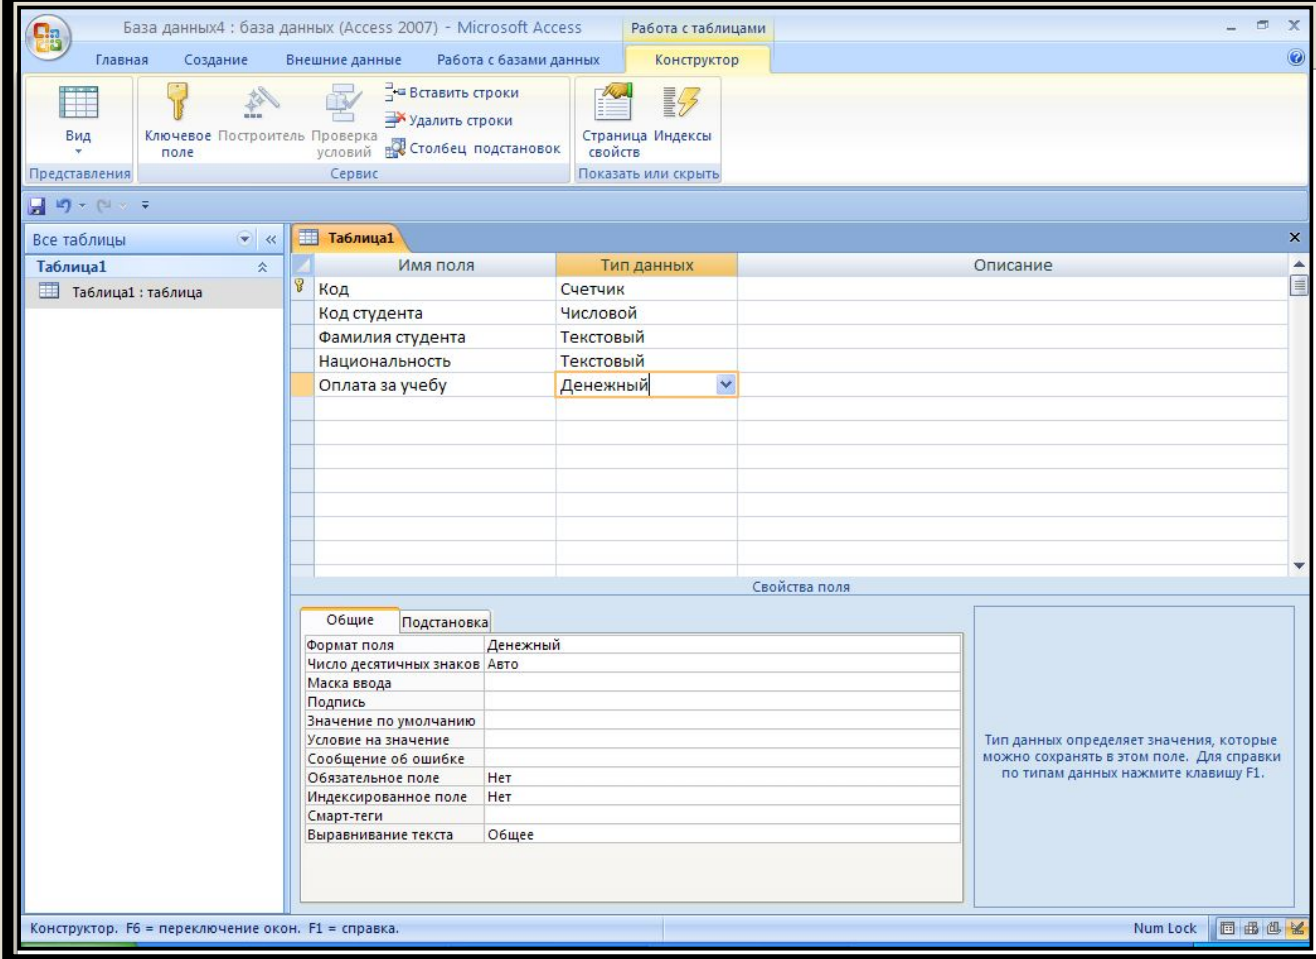 База данных4 : база данных (Access 2007) - Microsoft Access
Работа с таблицами
Главная
Создание
Внешние данные
Работа с базами данных
Конструктор
Вид
Ключевое поле
Построитель
Проверка условий
Вставить строки
Удалить строки
Столбец подстановок
Страница свойств
Индексы
Представления
Сервис
Показать или скрыть
Все таблицы
Таблица1
Таблица1 : таблица
Таблица1
Имя поля Тип данных Описание
Код Счетчик
Код студента Числовой
Фамилия студента Текстовый
Национальность Текстовый
Оплата за учебу Денежный
Свойства поля
Общие Подстановка
Формат поля Денежный
Число десятичных знаков Авто
Маска ввода
Подпись
Значение по умолчанию
Условие на значение
Сообщение об ошибке
Обязательное поле Нет
Индексированное поле Нет
Смарт-теги
Выравнивание текста Общее
Тип данных определяет значения, которые
можно сохранять в этом поле. Для справки
по типам данных нажмите клавишу F1.
Конструктор. F6 = переключение окон. F1 = справка.
Num Lock